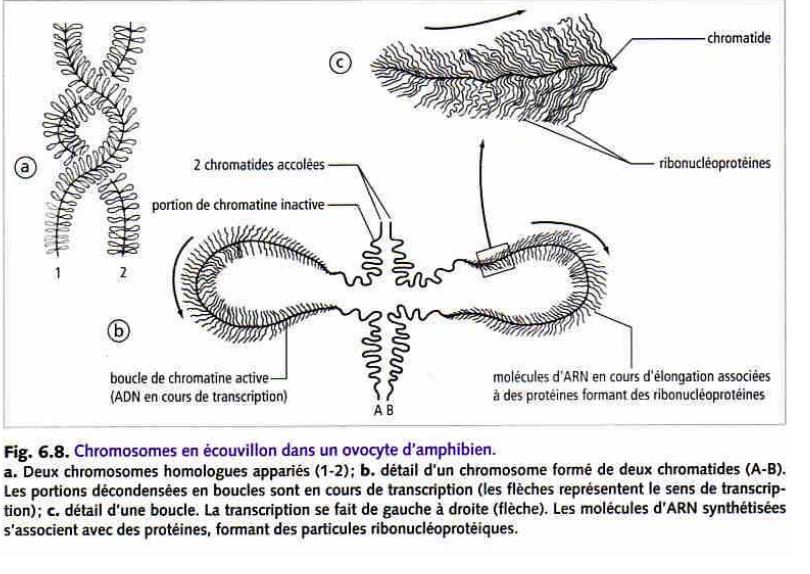 chromatide
c
ribonucléoprotéines
a
2 chromatides accolées
portion de chromatine inactive
1 2
b
boucle de chromatine active
(ADN en cours de transcription)
molécules d'ARN en cours d'élongation associées
à des protéines formant des ribonucléoprotéines
A B
Fig. 6.8. Chromosomes en écouvillon dans un ovocyte d'amphibien.
a. Deux chromosomes homologues appariés (1-2); b. détail d'un chromosome formé de deux chromatides (A-B).
Les portions décondensées en boucles sont en cours de transcription (les flèches représentent le sens de transcrip-
tion); c. détail d'une boucle. La transcription se fait de gauche à droite (flèche). Les molécules d'ARN synthétisées
s'associent avec des protéines, formant des particules ribonucléoprotéiques.